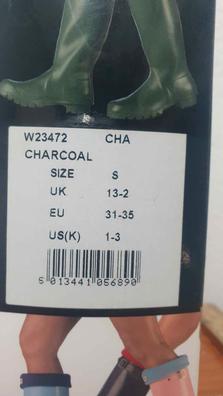 W23472 CHA
CHARCOAL
SIZE S
UK 13-2
EU 31-35
US(K) 1-3
5 013441 056890